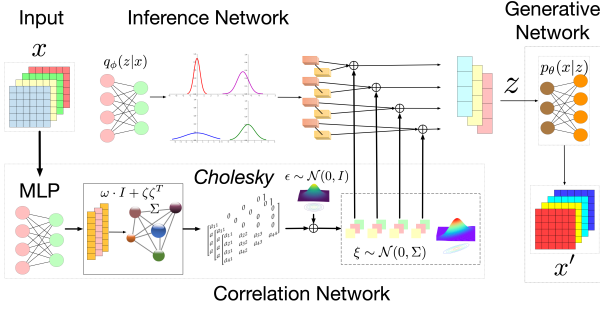 Input
Inference Network
Generative
Network
x
q_ϕ(z|x)
z
p_θ(x|z)
MLP
ω · I + ζζ^T
Σ
Cholesky
ϵ ∼ N(0, I)
ξ ∼ N(0, Σ)
x′
Correlation Network